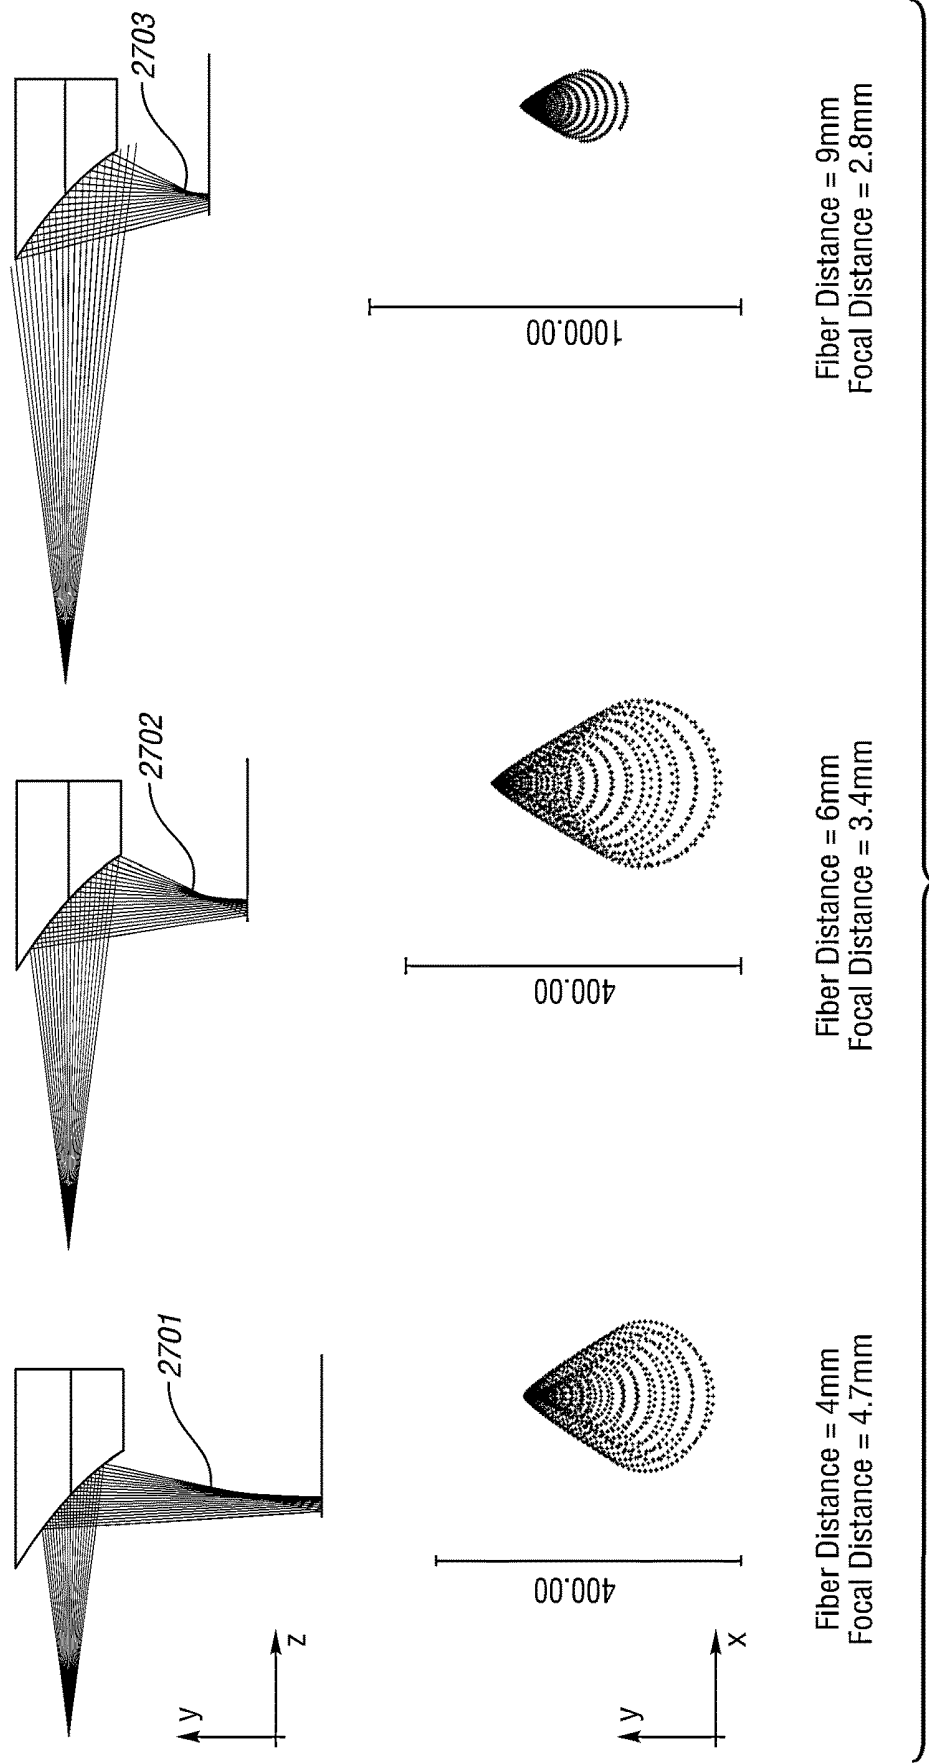 2701
2702
2703
y
z
400.00
400.00
1000.00
y
x
Fiber Distance = 4mm
Focal Distance = 4.7mm
Fiber Distance = 6mm
Focal Distance = 3.4mm
Fiber Distance = 9mm
Focal Distance = 2.8mm